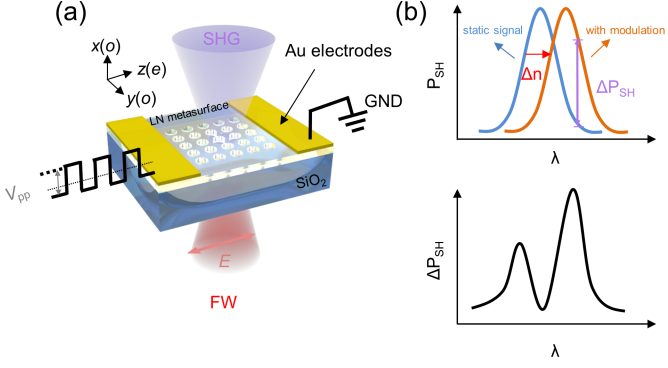 (a)
SHG
x(o)
z(e)
y(o)
Au electrodes
LN metasurface
GND
Vpp
SiO2
E
FW
(b)
static signal
with modulation
Δn
ΔPSH
PSH
λ
ΔPSH
λ